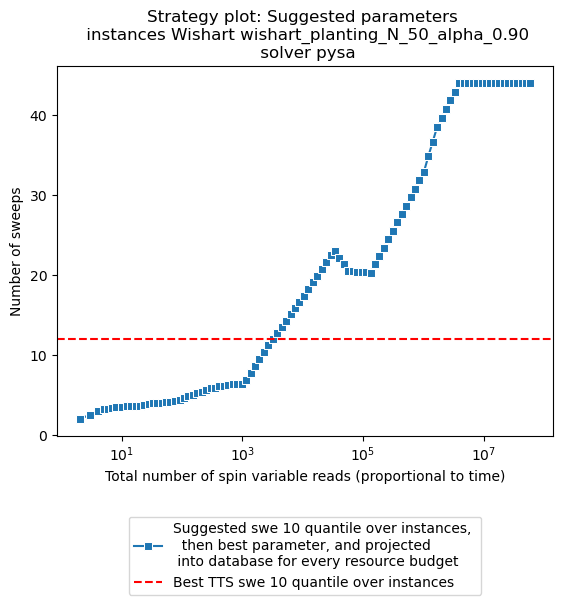 Strategy plot: Suggested parameters
instances Wishart wishart_planting_N_50_alpha_0.90
solver pysa
Number of sweeps
40
30
20
10
0
10^1
10^3
10^5
10^7
Total number of spin variable reads (proportional to time)
Suggested swe 10 quantile over instances,
then best parameter, and projected
into database for every resource budget
Best TTS swe 10 quantile over instances